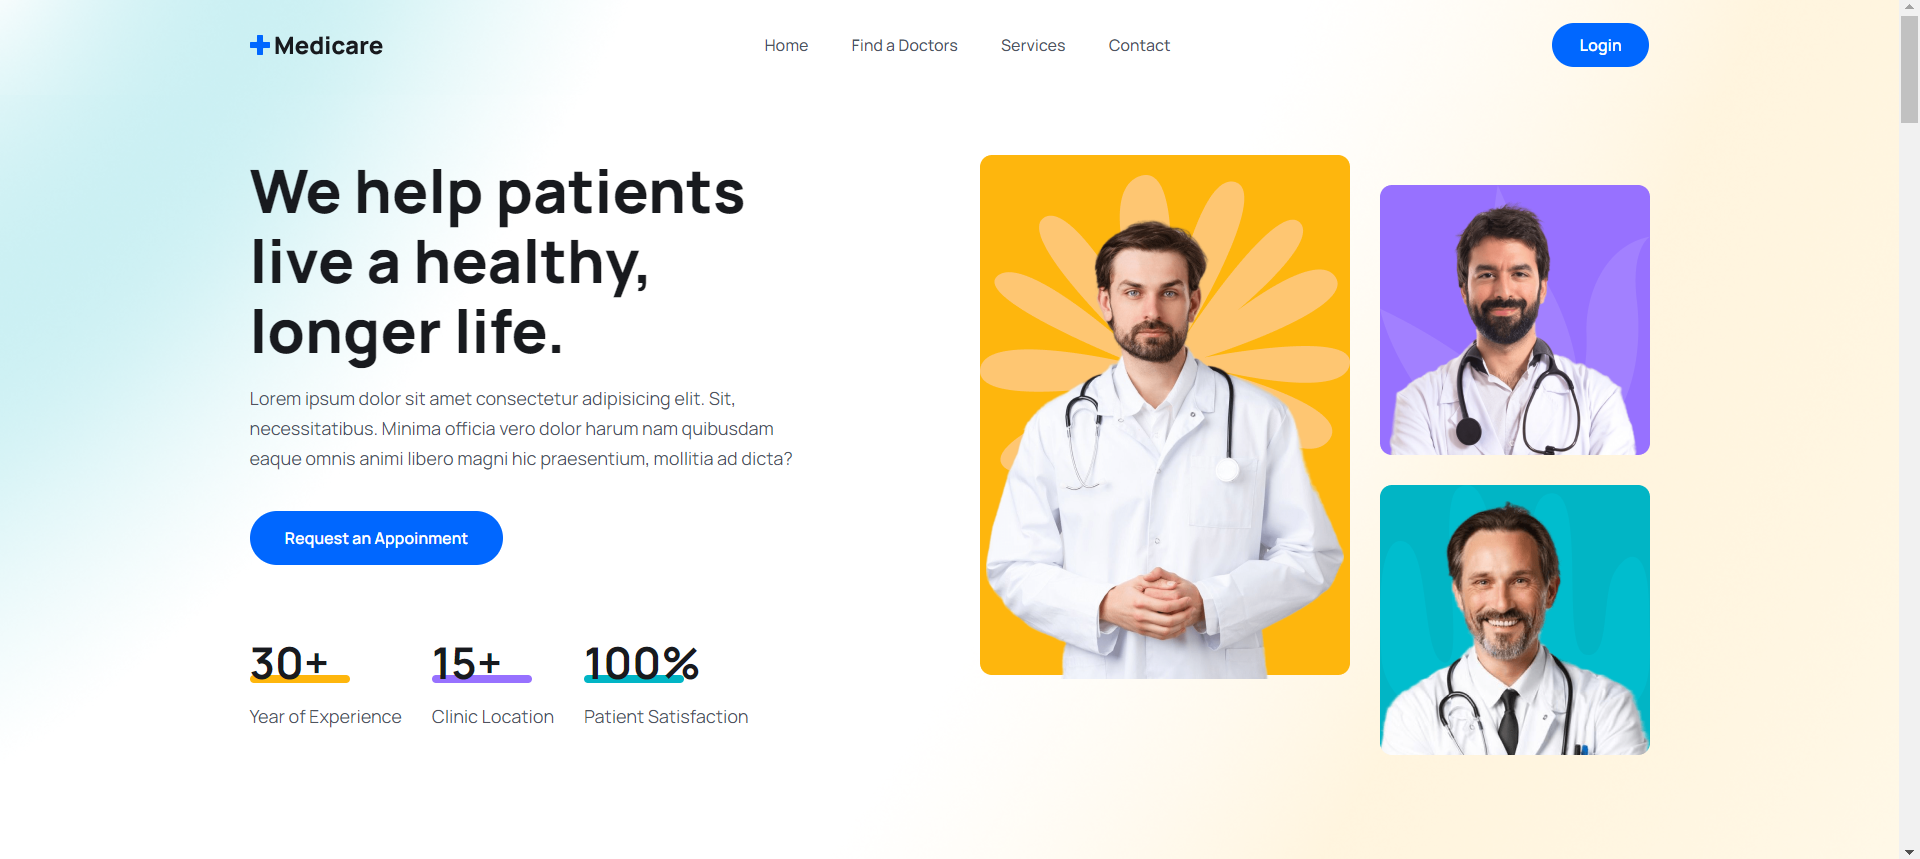 Medicare
Home
Find a Doctors
Services
Contact
Login
We help patients
live a healthy,
longer life.
Lorem ipsum dolor sit amet consectetur adipisicing elit. Sit,
necessitatibus. Minima officia vero dolor harum nam quibusdam
eaque omnis animi libero magni hic praesentium, mollitia ad dicta?
Request an Appoinment
30+
Year of Experience
15+
Clinic Location
100%
Patient Satisfaction